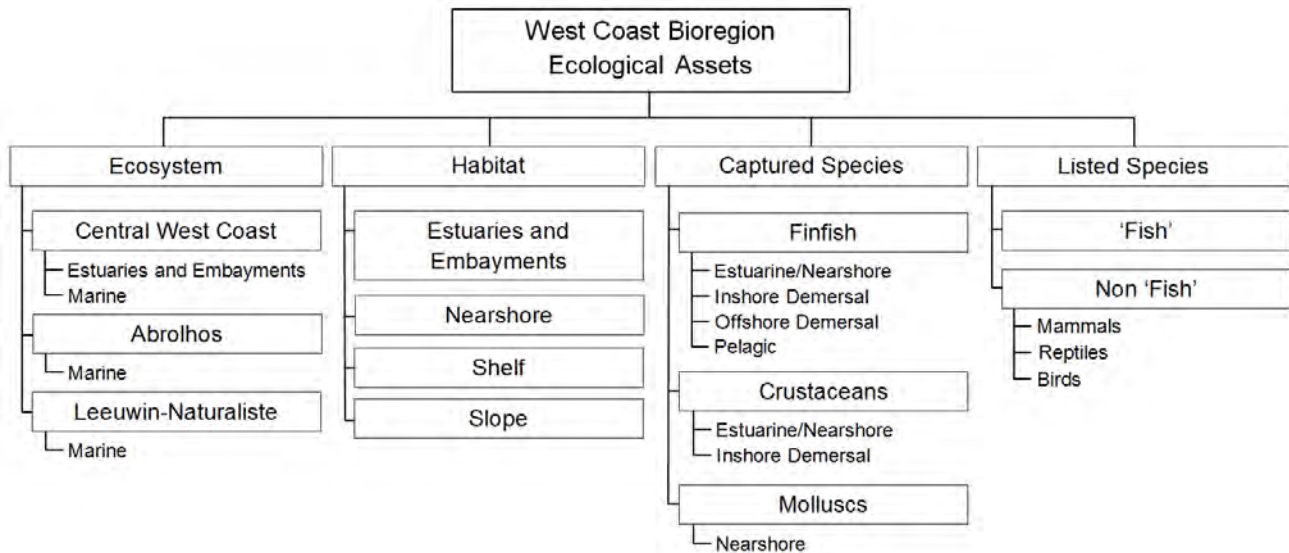 West Coast Bioregion
Ecological Assets
Ecosystem
Central West Coast
Estuaries and Embayments
Marine
Abrolhos
Marine
Leeuwin-Naturaliste
Marine
Habitat
Estuaries and
Embayments
Nearshore
Shelf
Slope
Captured Species
Finfish
Estuarine/Nearshore
Inshore Demersal
Offshore Demersal
Pelagic
Crustaceans
Estuarine/Nearshore
Inshore Demersal
Molluscs
Nearshore
Listed Species
‘Fish’
Non ‘Fish’
Mammals
Reptiles
Birds